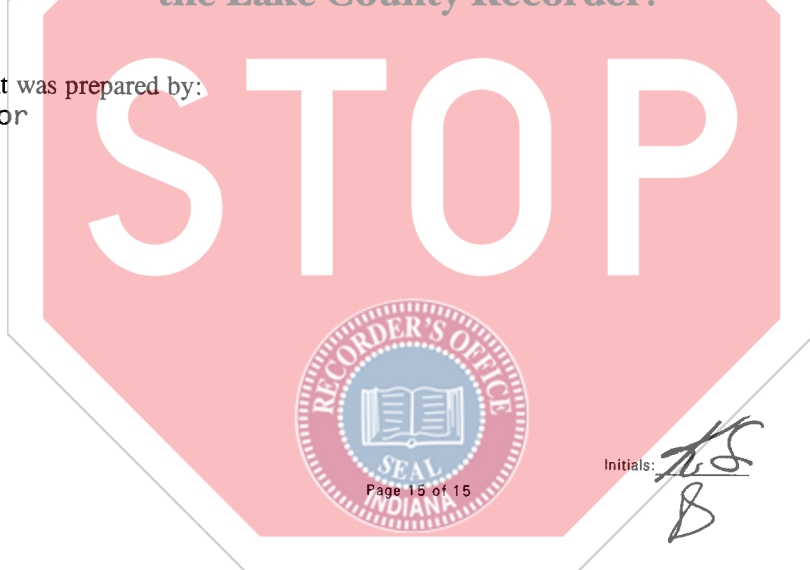 the Lake County Recorder!
t was prepared by:
or
STOP
RECORDER'S OFFICE
SEAL
INDIANA
Initials:
Page 15 of 15